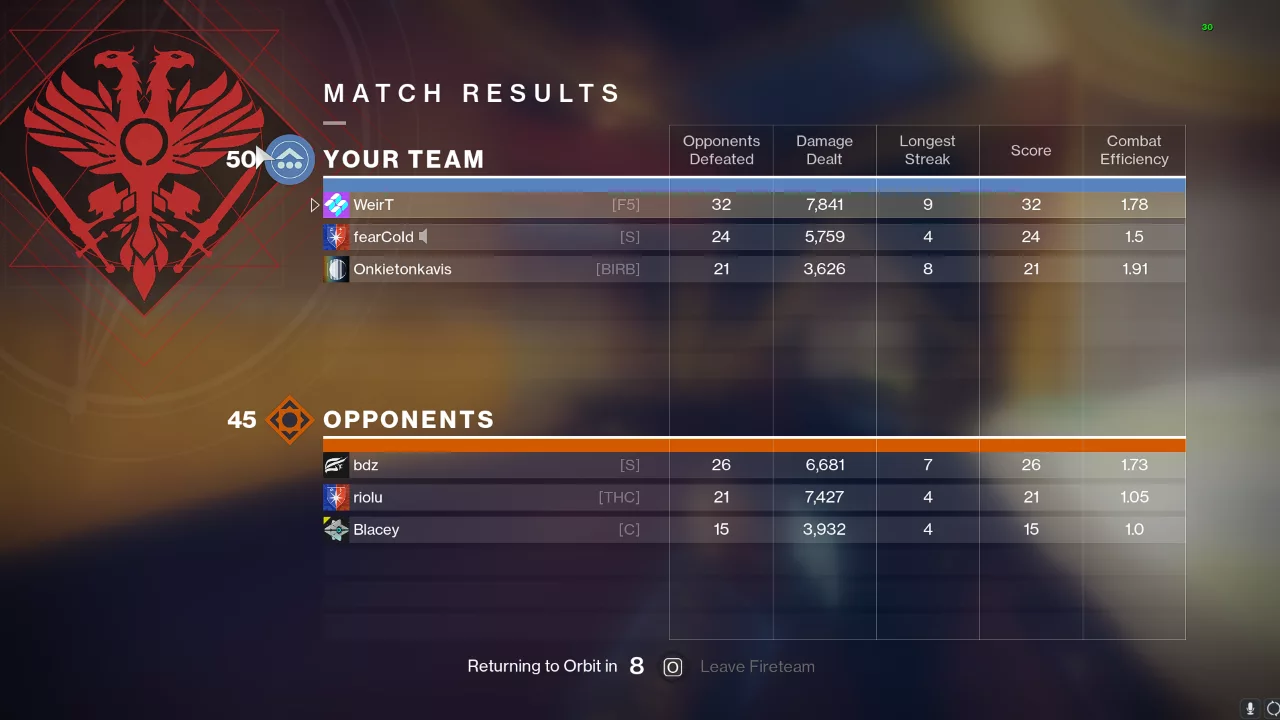 30
MATCH RESULTS
Opponents Defeated Damage Dealt Longest Streak Score Combat Efficiency
50 YOUR TEAM
WeirT [F5] 32 7,841 9 32 1.78
fearCold [S] 24 5,759 4 24 1.5
Onkietonkavis [BIRB] 21 3,626 8 21 1.91
45 OPPONENTS
bdz [S] 26 6,681 7 26 1.73
riolu [THC] 21 7,427 4 21 1.05
Blacey [C] 15 3,932 4 15 1.0
Returning to Orbit in 8 O Leave Fireteam